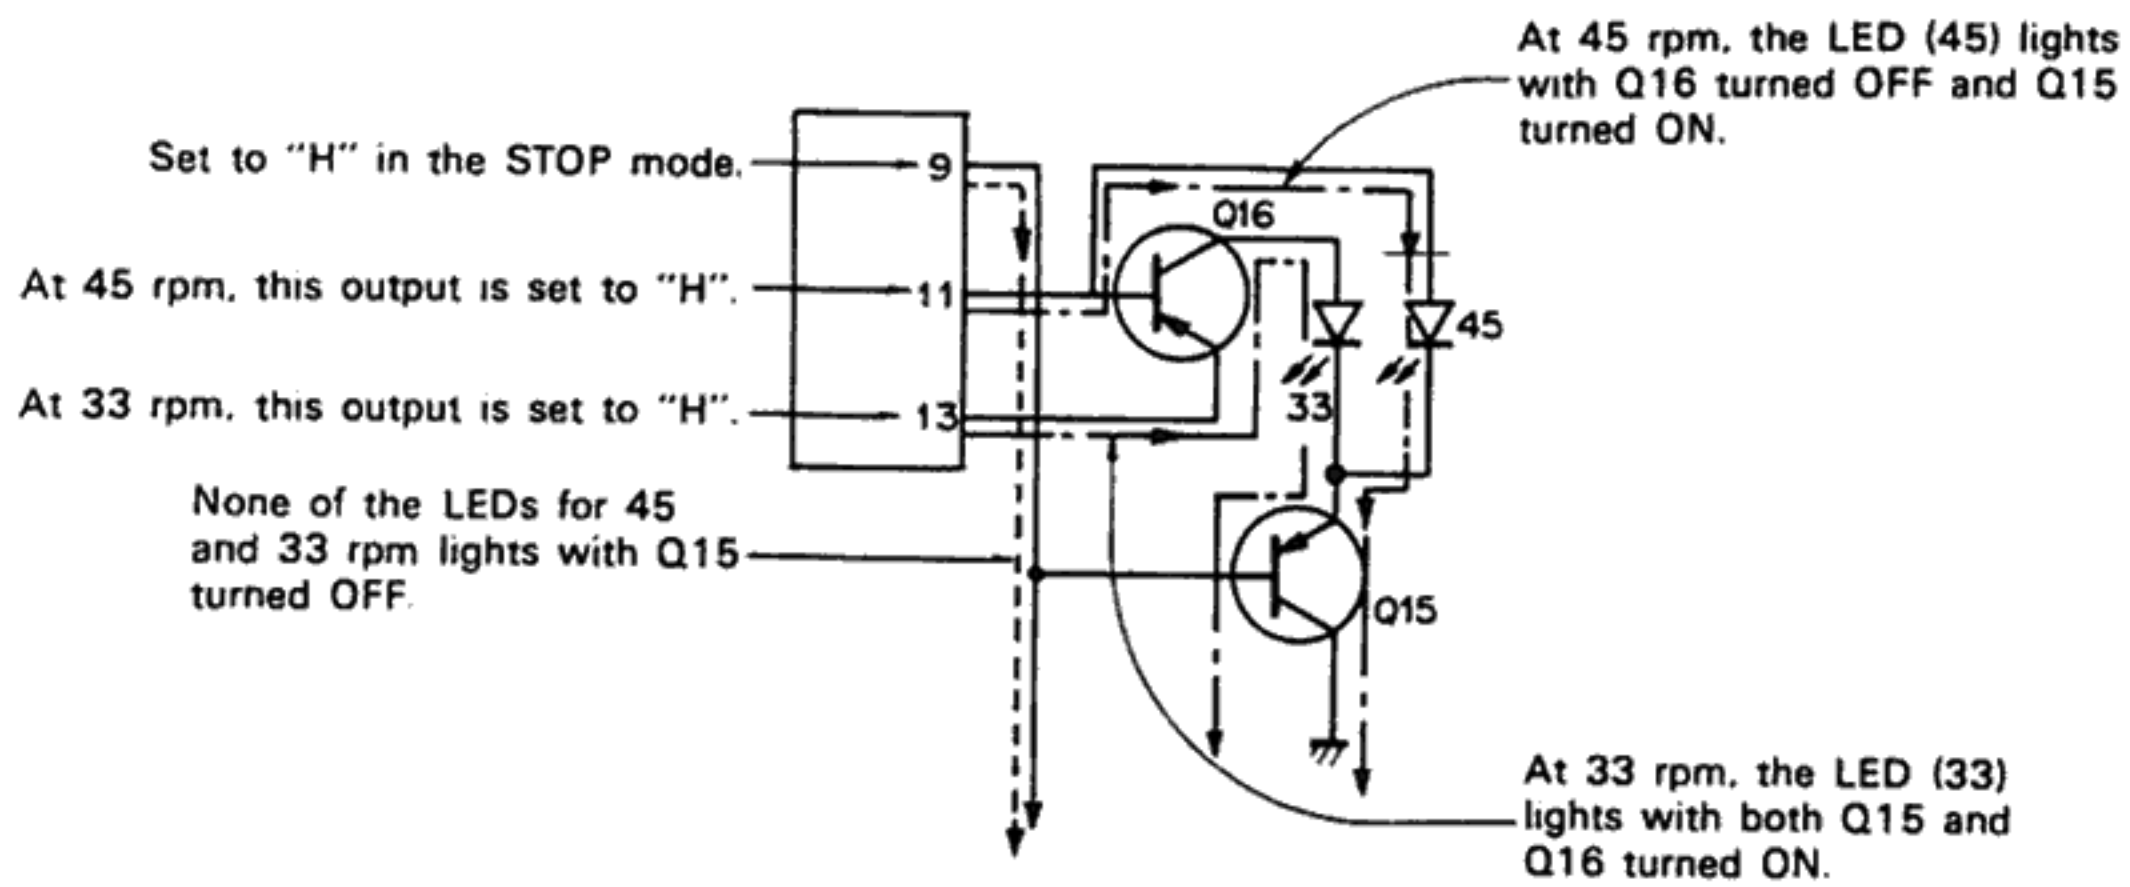 At 45 rpm, the LED (45) lights
with Q16 turned OFF and Q15
turned ON.
Set to "H" in the STOP mode.
9
Q16
At 45 rpm, this output is set to "H".
11
45
At 33 rpm, this output is set to "H".
13
33
None of the LEDs for 45
and 33 rpm lights with Q15
turned OFF.
Q15
At 33 rpm, the LED (33)
lights with both Q15 and
Q16 turned ON.